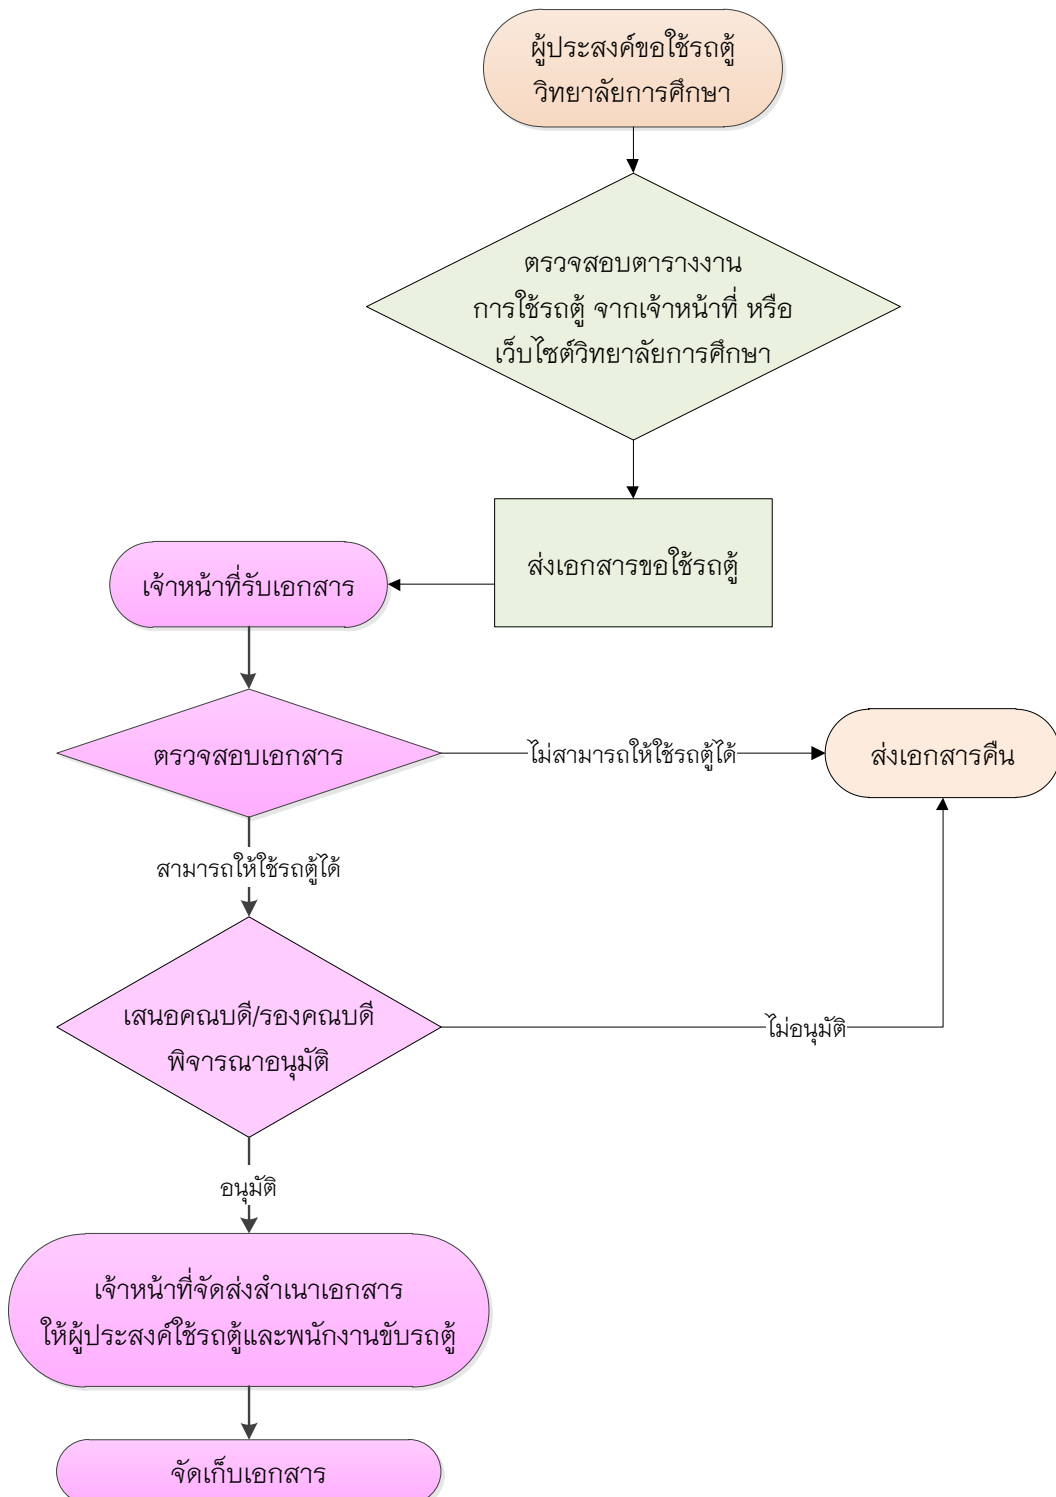 ผู้ประสงค์ขอใช้รถตู้
วิทยาลัยการศึกษา
ตรวจสอบตารางงาน
การใช้รถตู้ จากเจ้าหน้าที่ หรือ
เว็บไซต์วิทยาลัยการศึกษา
ส่งเอกสารขอใช้รถตู้
เจ้าหน้าที่รับเอกสาร
ตรวจสอบเอกสาร
ไม่สามารถให้ใช้รถตู้ได้
ส่งเอกสารคืน
สามารถให้ใช้รถตู้ได้
เสนอคณบดี/รองคณบดี
พิจารณาอนุมัติ
ไม่อนุมัติ
อนุมัติ
เจ้าหน้าที่จัดส่งสำเนาเอกสาร
ให้ผู้ประสงค์ใช้รถตู้และพนักงานขับรถตู้
จัดเก็บเอกสาร